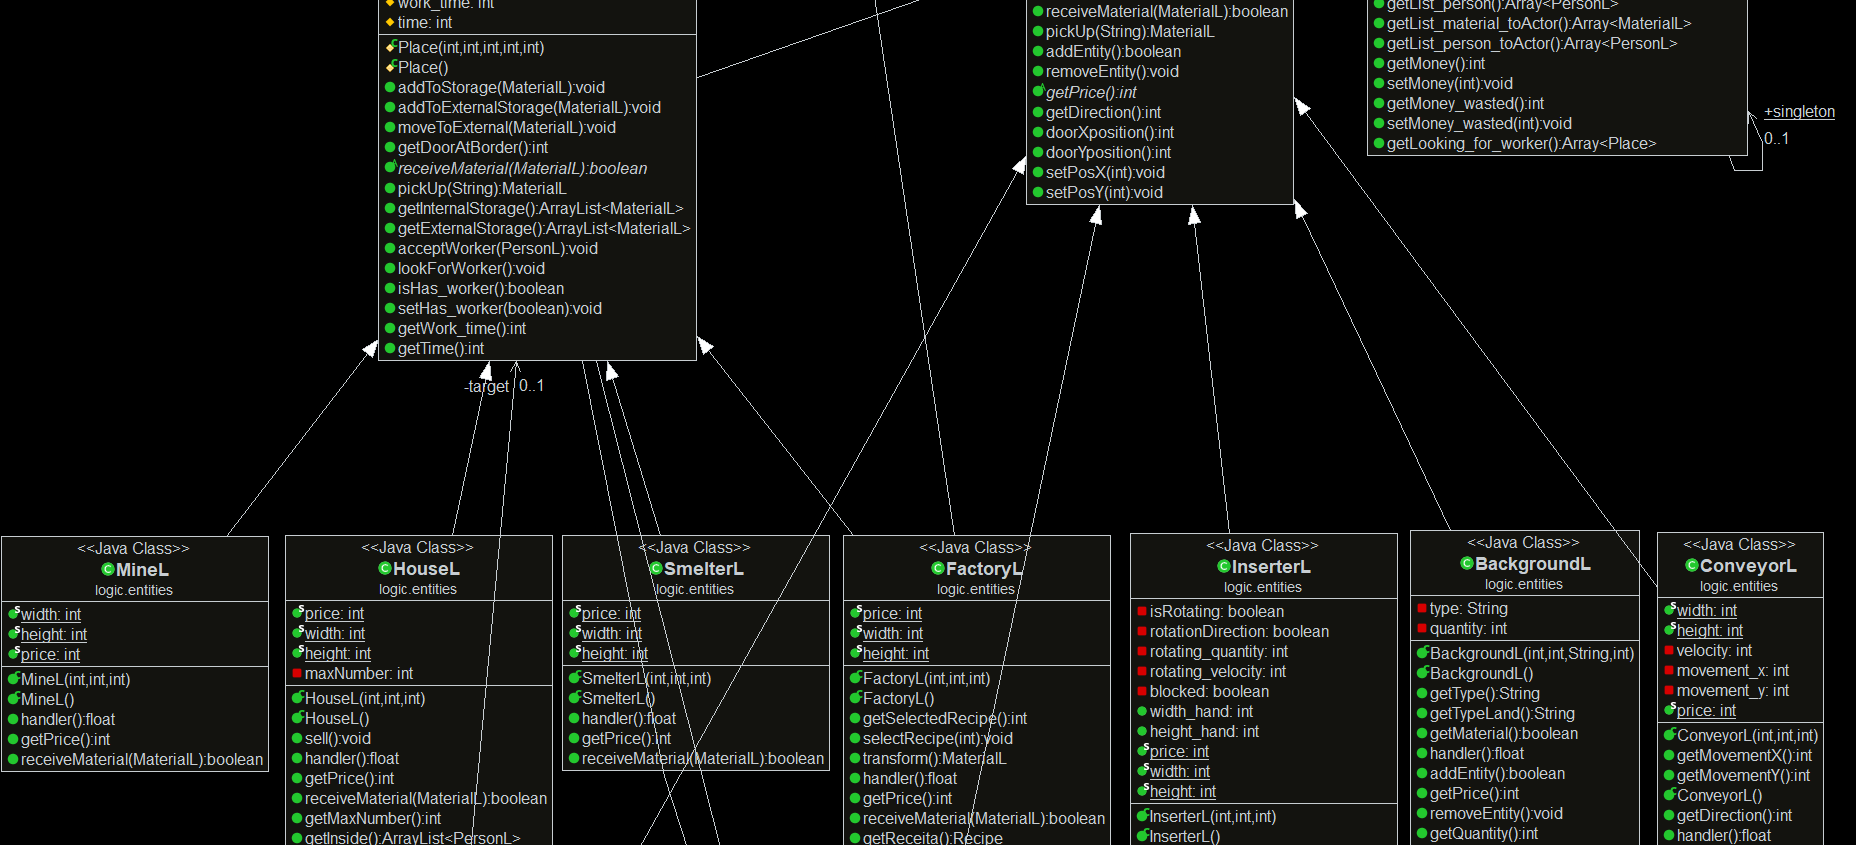 work_time: int
time: int
Place(int,int,int,int,int)
Place()
addToStorage(MaterialL):void
addToExternalStorage(MaterialL):void
moveToExternal(MaterialL):void
getDoorAtBorder():int
receiveMaterial(MaterialL):boolean
pickUp(String):MaterialL
getInternalStorage():ArrayList<MaterialL>
getExternalStorage():ArrayList<MaterialL>
acceptWorker(PersonL):void
lookForWorker():void
isHas_worker():boolean
setHas_worker(boolean):void
getWork_time():int
getTime():int
-target 0..1
receiveMaterial(MaterialL):boolean
pickUp(String):MaterialL
addEntity():boolean
removeEntity():void
getPrice():int
getDirection():int
doorXposition():int
doorYposition():int
setPosX(int):void
setPosY(int):void
getList_person():Array<PersonL>
getList_material_toActor():Array<MaterialL>
getList_person_toActor():Array<PersonL>
getMoney():int
setMoney(int):void
getMoney_wasted():int
setMoney_wasted(int):void
getLooking_for_worker():Array<Place>
+singleton
0..1
<<Java Class>>
MineL
logic.entities
width: int
height: int
price: int
MineL(int,int,int)
MineL()
handler():float
getPrice():int
receiveMaterial(MaterialL):boolean
<<Java Class>>
HouseL
logic.entities
price: int
width: int
height: int
maxNumber: int
HouseL(int,int,int)
HouseL()
sell():void
handler():float
getPrice():int
receiveMaterial(MaterialL):boolean
getMaxNumber():int
getInside():ArrayList<PersonL>
<<Java Class>>
SmelterL
logic.entities
price: int
width: int
height: int
SmelterL(int,int,int)
SmelterL()
handler():float
getPrice():int
receiveMaterial(MaterialL):boolean
<<Java Class>>
FactoryL
logic.entities
price: int
width: int
height: int
FactoryL(int,int,int)
FactoryL()
getSelectedRecipe():int
selectRecipe(int):void
transform():MaterialL
handler():float
getPrice():int
receiveMaterial(MaterialL):boolean
getReceita():Recipe
<<Java Class>>
InserterL
logic.entities
isRotating: boolean
rotationDirection: boolean
rotating_quantity: int
rotating_velocity: int
blocked: boolean
width_hand: int
height_hand: int
price: int
width: int
height: int
InserterL(int,int,int)
InserterL()
<<Java Class>>
BackgroundL
logic.entities
type: String
quantity: int
BackgroundL(int,int,String,int)
BackgroundL()
getType():String
getTypeLand():String
getMaterial():boolean
handler():float
addEntity():boolean
getPrice():int
removeEntity():void
getQuantity():int
<<Java Class>>
ConveyorL
logic.entities
width: int
height: int
velocity: int
movement_x: int
movement_y: int
price: int
ConveyorL(int,int,int)
getMovementX():int
getMovementY():int
ConveyorL()
getDirection():int
handler():float